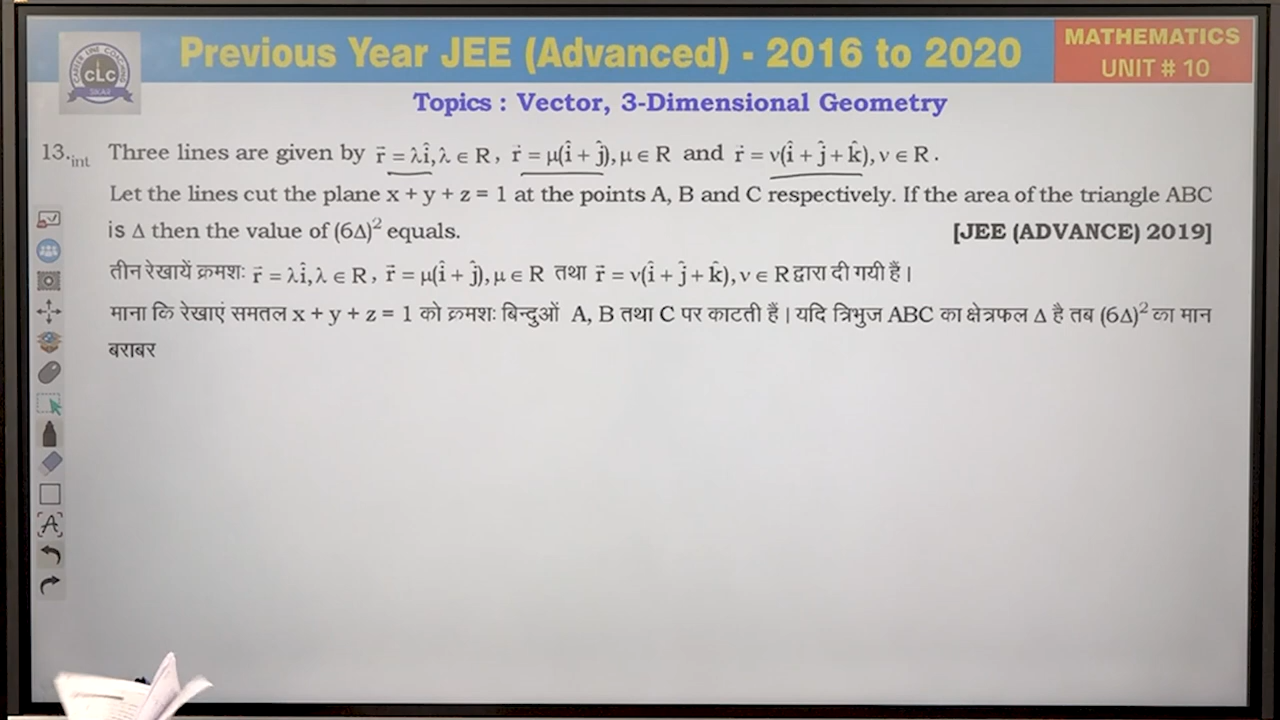 Previous Year JEE (Advanced) - 2016 to 2020
MATHEMATICS
UNIT # 10
CLC
SIKAR
Topics : Vector, 3-Dimensional Geometry
13.int Three lines are given by r⃗ = λî, λ ∈ R, r⃗ = μ(î + ĵ), μ ∈ R and r⃗ = ν(î + ĵ + k̂), ν ∈ R.
Let the lines cut the plane x + y + z = 1 at the points A, B and C respectively. If the area of the triangle ABC
is Δ then the value of (6Δ)² equals. [JEE (ADVANCE) 2019]
तीन रेखायें क्रमशः r⃗ = λî, λ ∈ R, r⃗ = μ(î + ĵ), μ ∈ R तथा r⃗ = ν(î + ĵ + k̂), ν ∈ R द्वारा दी गयी हैं।
माना कि रेखाएं समतल x + y + z = 1 को क्रमशः बिन्दुओं A, B तथा C पर काटती हैं। यदि त्रिभुज ABC का क्षेत्रफल Δ है तब (6Δ)² का मान
बराबर